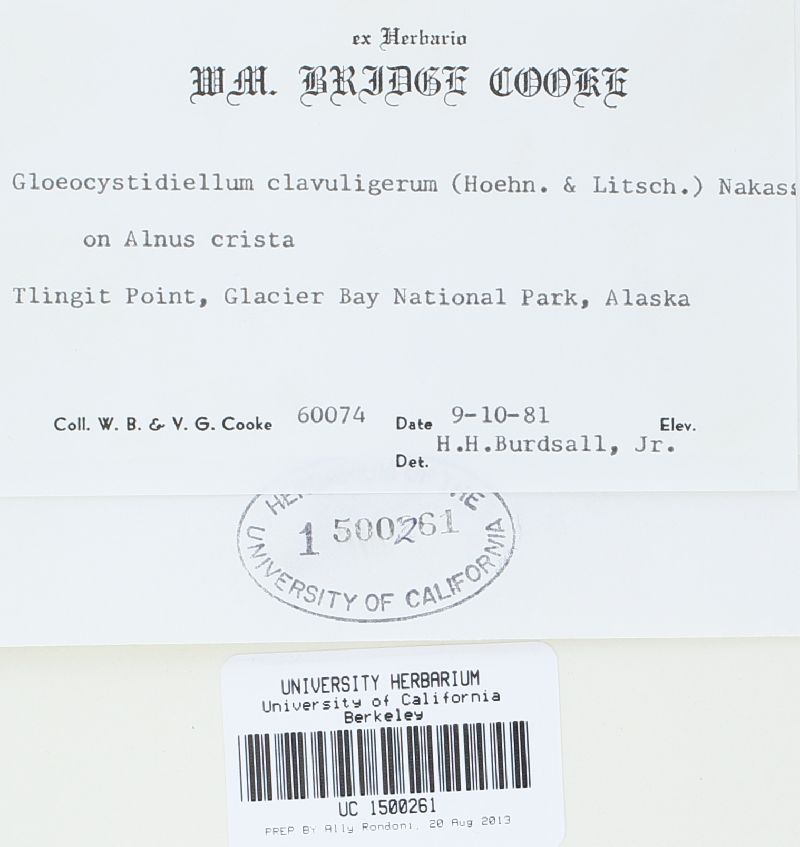 ex Herbario
WM. BRIDGE COOKE
Gloeocystidiellum clavuligerum (Hoehn. & Litsch.) Nakass
on Alnus crista
Tlingit Point, Glacier Bay National Park, Alaska
Coll. W. B. & V. G. Cooke 60074 Date 9-10-81 Elev.
H.H.Burdsall, Jr.
Det.
1 500261
UNIVERSITY OF CALIFORNIA
UNIVERSITY HERBARIUM
University of California
Berkeley
UC 1500261
PREP BY Ally Rondoni, 20 Aug 2013